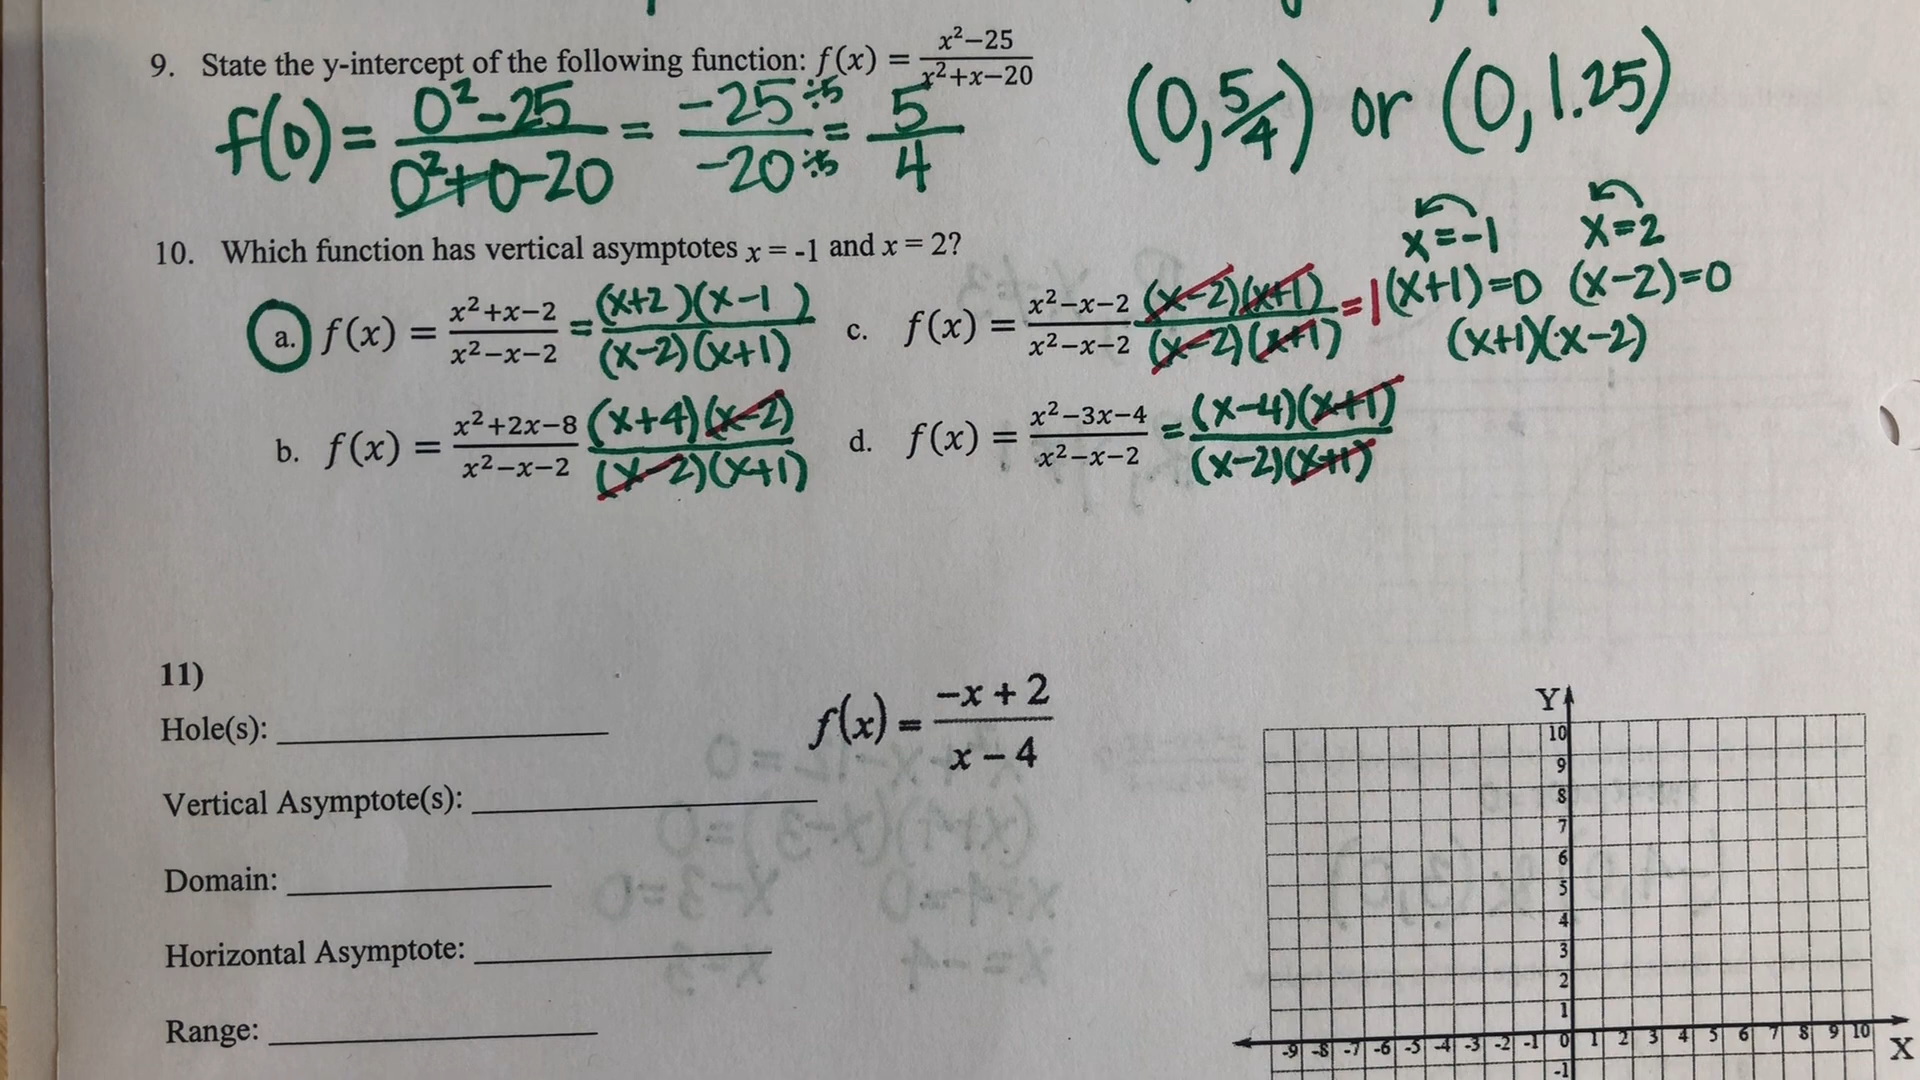 9. State the y-intercept of the following function: f(x) = x²−25 / x²+x−20
f(0) = 0²−25 / 0²+0−20 = −25÷5 / −20÷5 = 5/4
(0, 5/4) or (0, 1.25)
10. Which function has vertical asymptotes x = -1 and x = 2?
x=−1 x=2
(x+1)=0 (x−2)=0
(x+1)(x−2)
a. f(x) = x²+x−2 / x²−x−2 = (x+2)(x−1) / (x−2)(x+1)
c. f(x) = x²−x−2 / x²−x−2 (x−2)(x+1) / (x−2)(x+1) = 1
b. f(x) = x²+2x−8 / x²−x−2 (x+4)(x−2) / (x−2)(x+1)
d. f(x) = x²−3x−4 / x²−x−2 = (x−4)(x+1) / (x−2)(x+1)
11)
f(x) = −x + 2 / x − 4
Hole(s):
Vertical Asymptote(s):
Domain:
Horizontal Asymptote:
Range:
Y
10
9
8
7
6
5
4
3
2
1
-9 -8 -7 -6 -5 -4 -3 -2 -1 0 1 2 3 4 5 6 7 8 9 10
X
-1